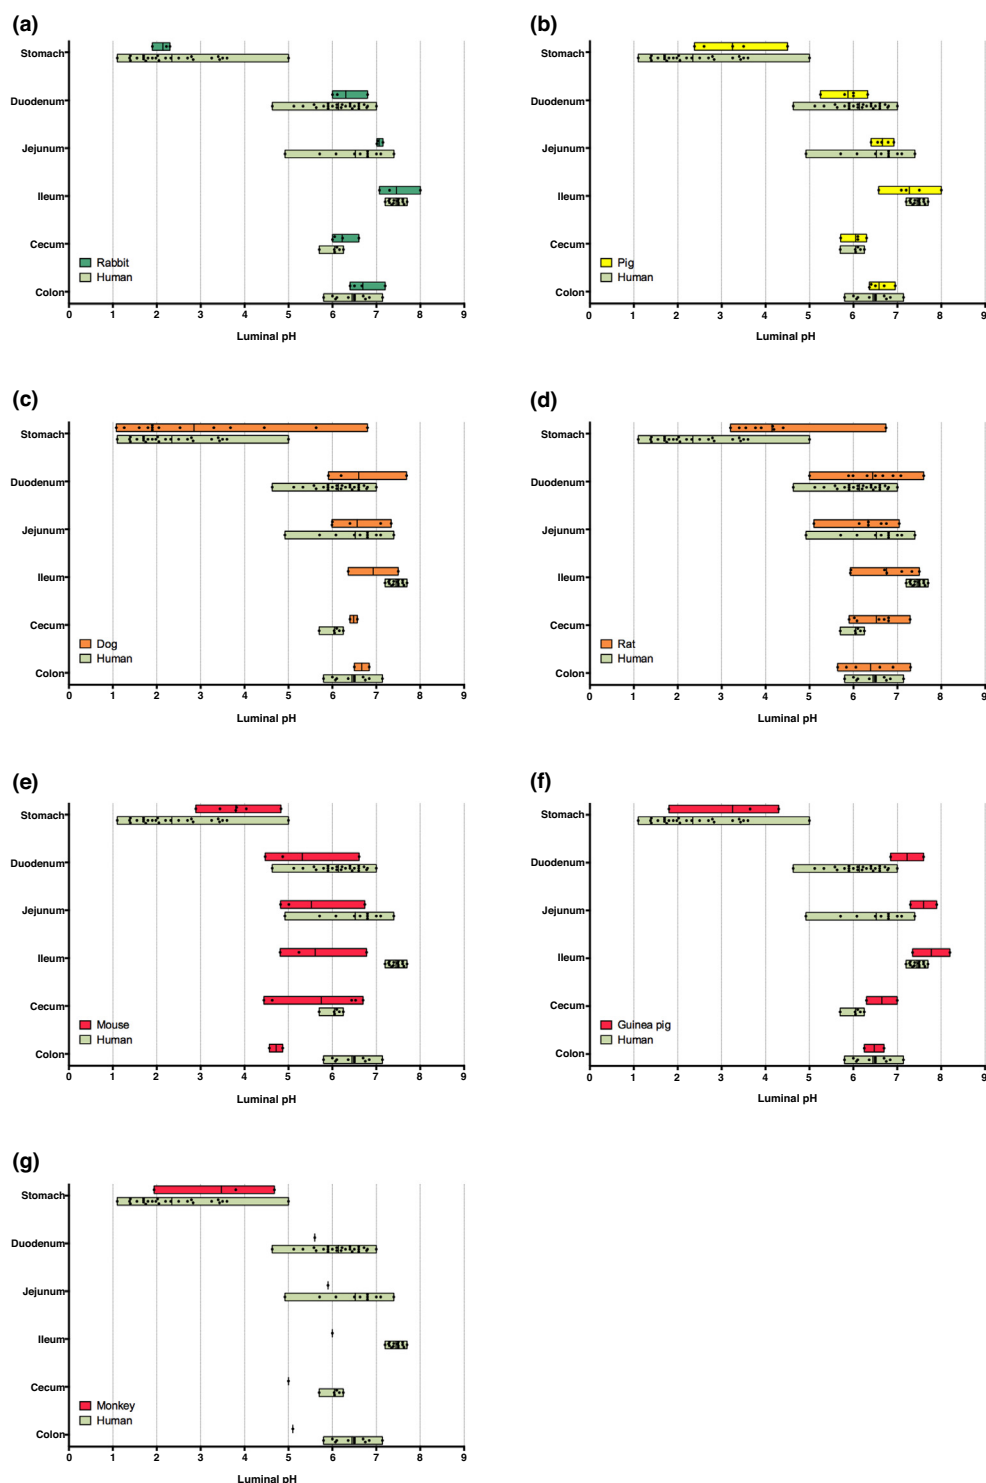 (a)
Stomach
Duodenum
Jejunum
Ileum
Cecum
Colon
Rabbit
Human
0 1 2 3 4 5 6 7 8 9
Luminal pH
(b)
Stomach
Duodenum
Jejunum
Ileum
Cecum
Colon
Pig
Human
0 1 2 3 4 5 6 7 8 9
Luminal pH
(c)
Stomach
Duodenum
Jejunum
Ileum
Cecum
Colon
Dog
Human
0 1 2 3 4 5 6 7 8 9
Luminal pH
(d)
Stomach
Duodenum
Jejunum
Ileum
Cecum
Colon
Rat
Human
0 1 2 3 4 5 6 7 8 9
Luminal pH
(e)
Stomach
Duodenum
Jejunum
Ileum
Cecum
Colon
Mouse
Human
0 1 2 3 4 5 6 7 8 9
Luminal pH
(f)
Stomach
Duodenum
Jejunum
Ileum
Cecum
Colon
Guinea pig
Human
0 1 2 3 4 5 6 7 8 9
Luminal pH
(g)
Stomach
Duodenum
Jejunum
Ileum
Cecum
Colon
Monkey
Human
0 1 2 3 4 5 6 7 8 9
Luminal pH